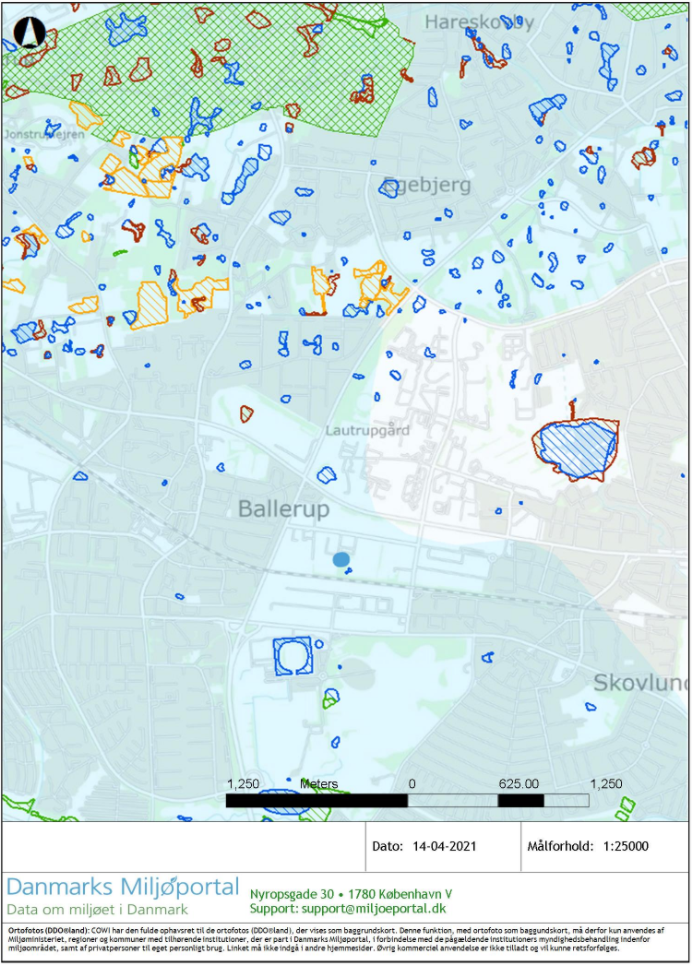 Hareskovby
Jonstruplejren
Egebjerg
Lautrupgård
Ballerup
Skovlund
1,250 Meters 0 625.00 1,250
Dato: 14-04-2021
Målforhold: 1:25000
Danmarks Miljøportal
Data om miljøet i Danmark
Nyropsgade 30 • 1780 København V
Support: support@miljoeportal.dk
Ortofotos (DDO®land): COWI har den fulde ophavsret til de ortofotos (DDO®land), der vises som baggrundskort. Denne funktion, med ortofoto som baggrundskort, må derfor kun anvendes af
Miljøministeriet, regioner og kommuner med tilhørende institutioner, der er part i Danmarks Miljøportal, i forbindelse med de pågældende institutioners myndighedsbehandling indenfor
miljøområdet, samt af privatpersoner til eget personligt brug. Linket må ikke indgå i andre hjemmesider. Øvrig kommerciel anvendelse er ikke tilladt og vil kunne retsforfølges.